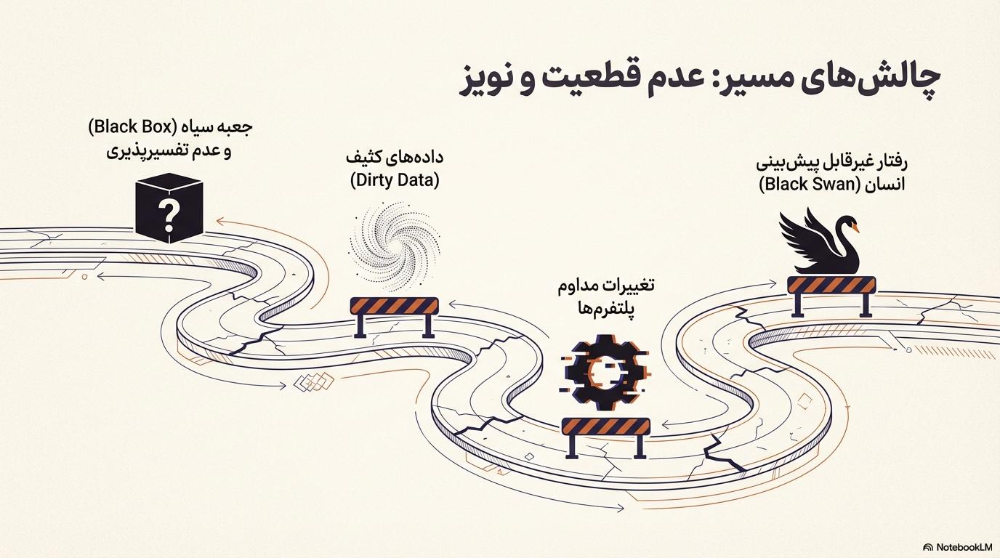 چالش‌های مسیر: عدم قطعیت و نویز
رفتار غیرقابل پیش‌بینی
انسان (Black Swan)
تغییرات مداوم
پلتفرم‌ها
داده‌های کثیف
(Dirty Data)
جعبه سیاه (Black Box)
و عدم تفسیرپذیری
?
NotebookLM